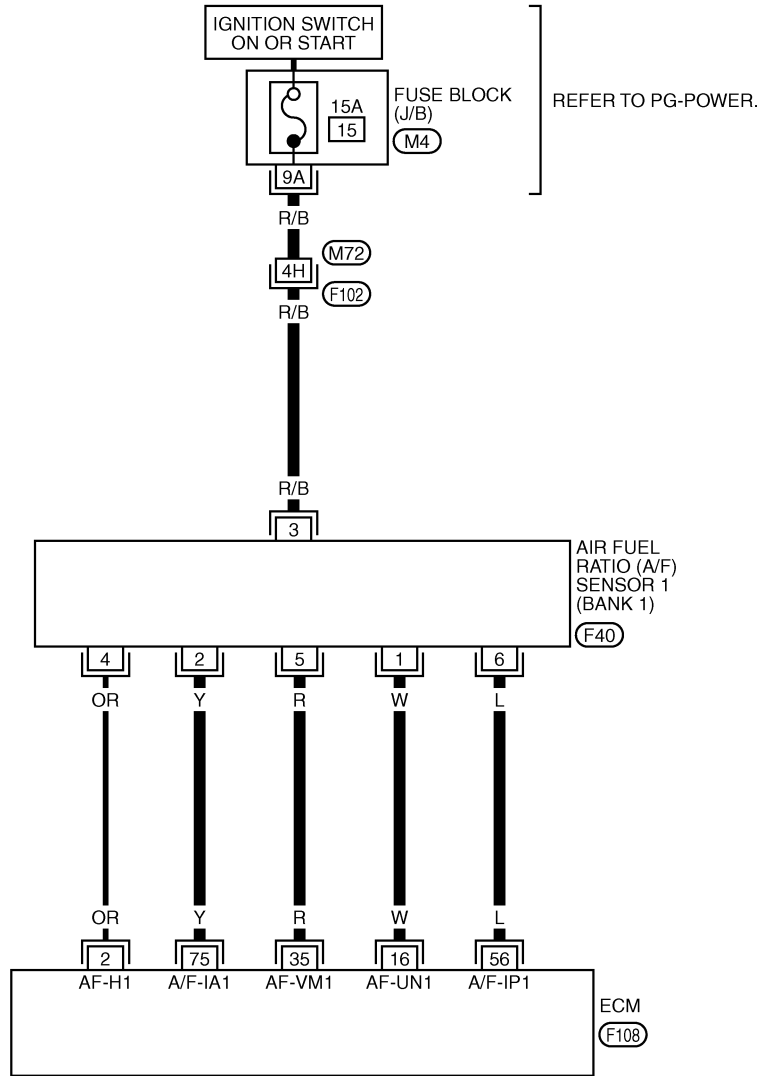 IGNITION SWITCH
ON OR START
FUSE BLOCK
(J/B)
M4
15A
15
REFER TO PG-POWER.
9A
R/B
M72
4H
F102
R/B
R/B
3
AIR FUEL
RATIO (A/F)
SENSOR 1
(BANK 1)
F40
4 2 5 1 6
OR Y R W L
OR Y R W L
2 75 35 16 56
AF-H1 A/F-IA1 AF-VM1 AF-UN1 A/F-IP1
ECM
F108